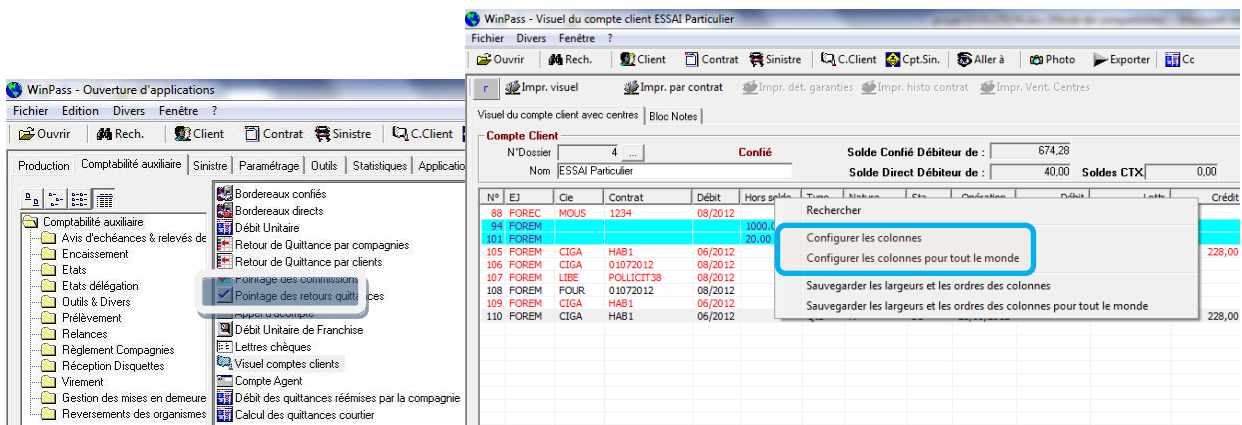 WinPass - Ouverture d'applications
Fichier Edition Divers Fenêtre ?
Ouvrir Rech. Client Contrat Sinistre C.Client
Production Comptabilité auxiliaire Sinistre Paramétrage Outils Statistiques Applicatio
Comptabilité auxiliaire
Avis d'echéances & relevés de
Encaissement
Etats
Etats délégation
Outils & Divers
Prélèvement
Relances
Règlement Compagnies
Réception Disquettes
Virement
Gestion des mises en demeure
Reversements des organismes
Bordereaux confiés
Bordereaux directs
Débit Unitaire
Retour de Quittance par compagnies
Retour de Quittance par clients
Pointage des commissions
Pointage des retours quittances
Appel d'acompte
Débit Unitaire de Franchise
Lettres chèques
Visuel comptes clients
Compte Agent
Débit des quittances réémises par la compagnie
Calcul des quittances courtier
WinPass - Visuel du compte client ESSAI Particulier
Fichier Divers Fenêtre ?
Ouvrir Rech. Client Contrat Sinistre C.Client Cpt.Sin. Aller à Photo Exporter Cc
r Impr. visuel Impr. par contrat Impr. dét. garanties Impr. histo contrat Impr. Vent. Centres
Visuel du compte client avec centres Bloc Notes
Compte Client
N°Dossier 4 ... Confié Solde Confié Débiteur de : 674,28
Nom ESSAI Particulier Solde Direct Débiteur de : 40,00 Soldes CTX 0,00
N° EJ Cie Contrat Débit Hors solde Type Nature Sta Opération Débit Lettr Crédit
88 FOREC MOUS 1234 08/2012
94 FOREM 1000.0
101 FOREM 20.00
105 FOREM CIGA HAB1 06/2012 228,00
106 FOREM CIGA 01072012 08/2012
107 FOREM LIBE POLLICIT38 08/2012
108 FOREM FOUR 01072012 08/2012
109 FOREM CIGA HAB1 06/2012
110 FOREM CIGA HAB1 06/2012 228,00
Rechercher
Configurer les colonnes
Configurer les colonnes pour tout le monde
Sauvegarder les largeurs et les ordres des colonnes
Sauvegarder les largeurs et les ordres des colonnes pour tout le monde